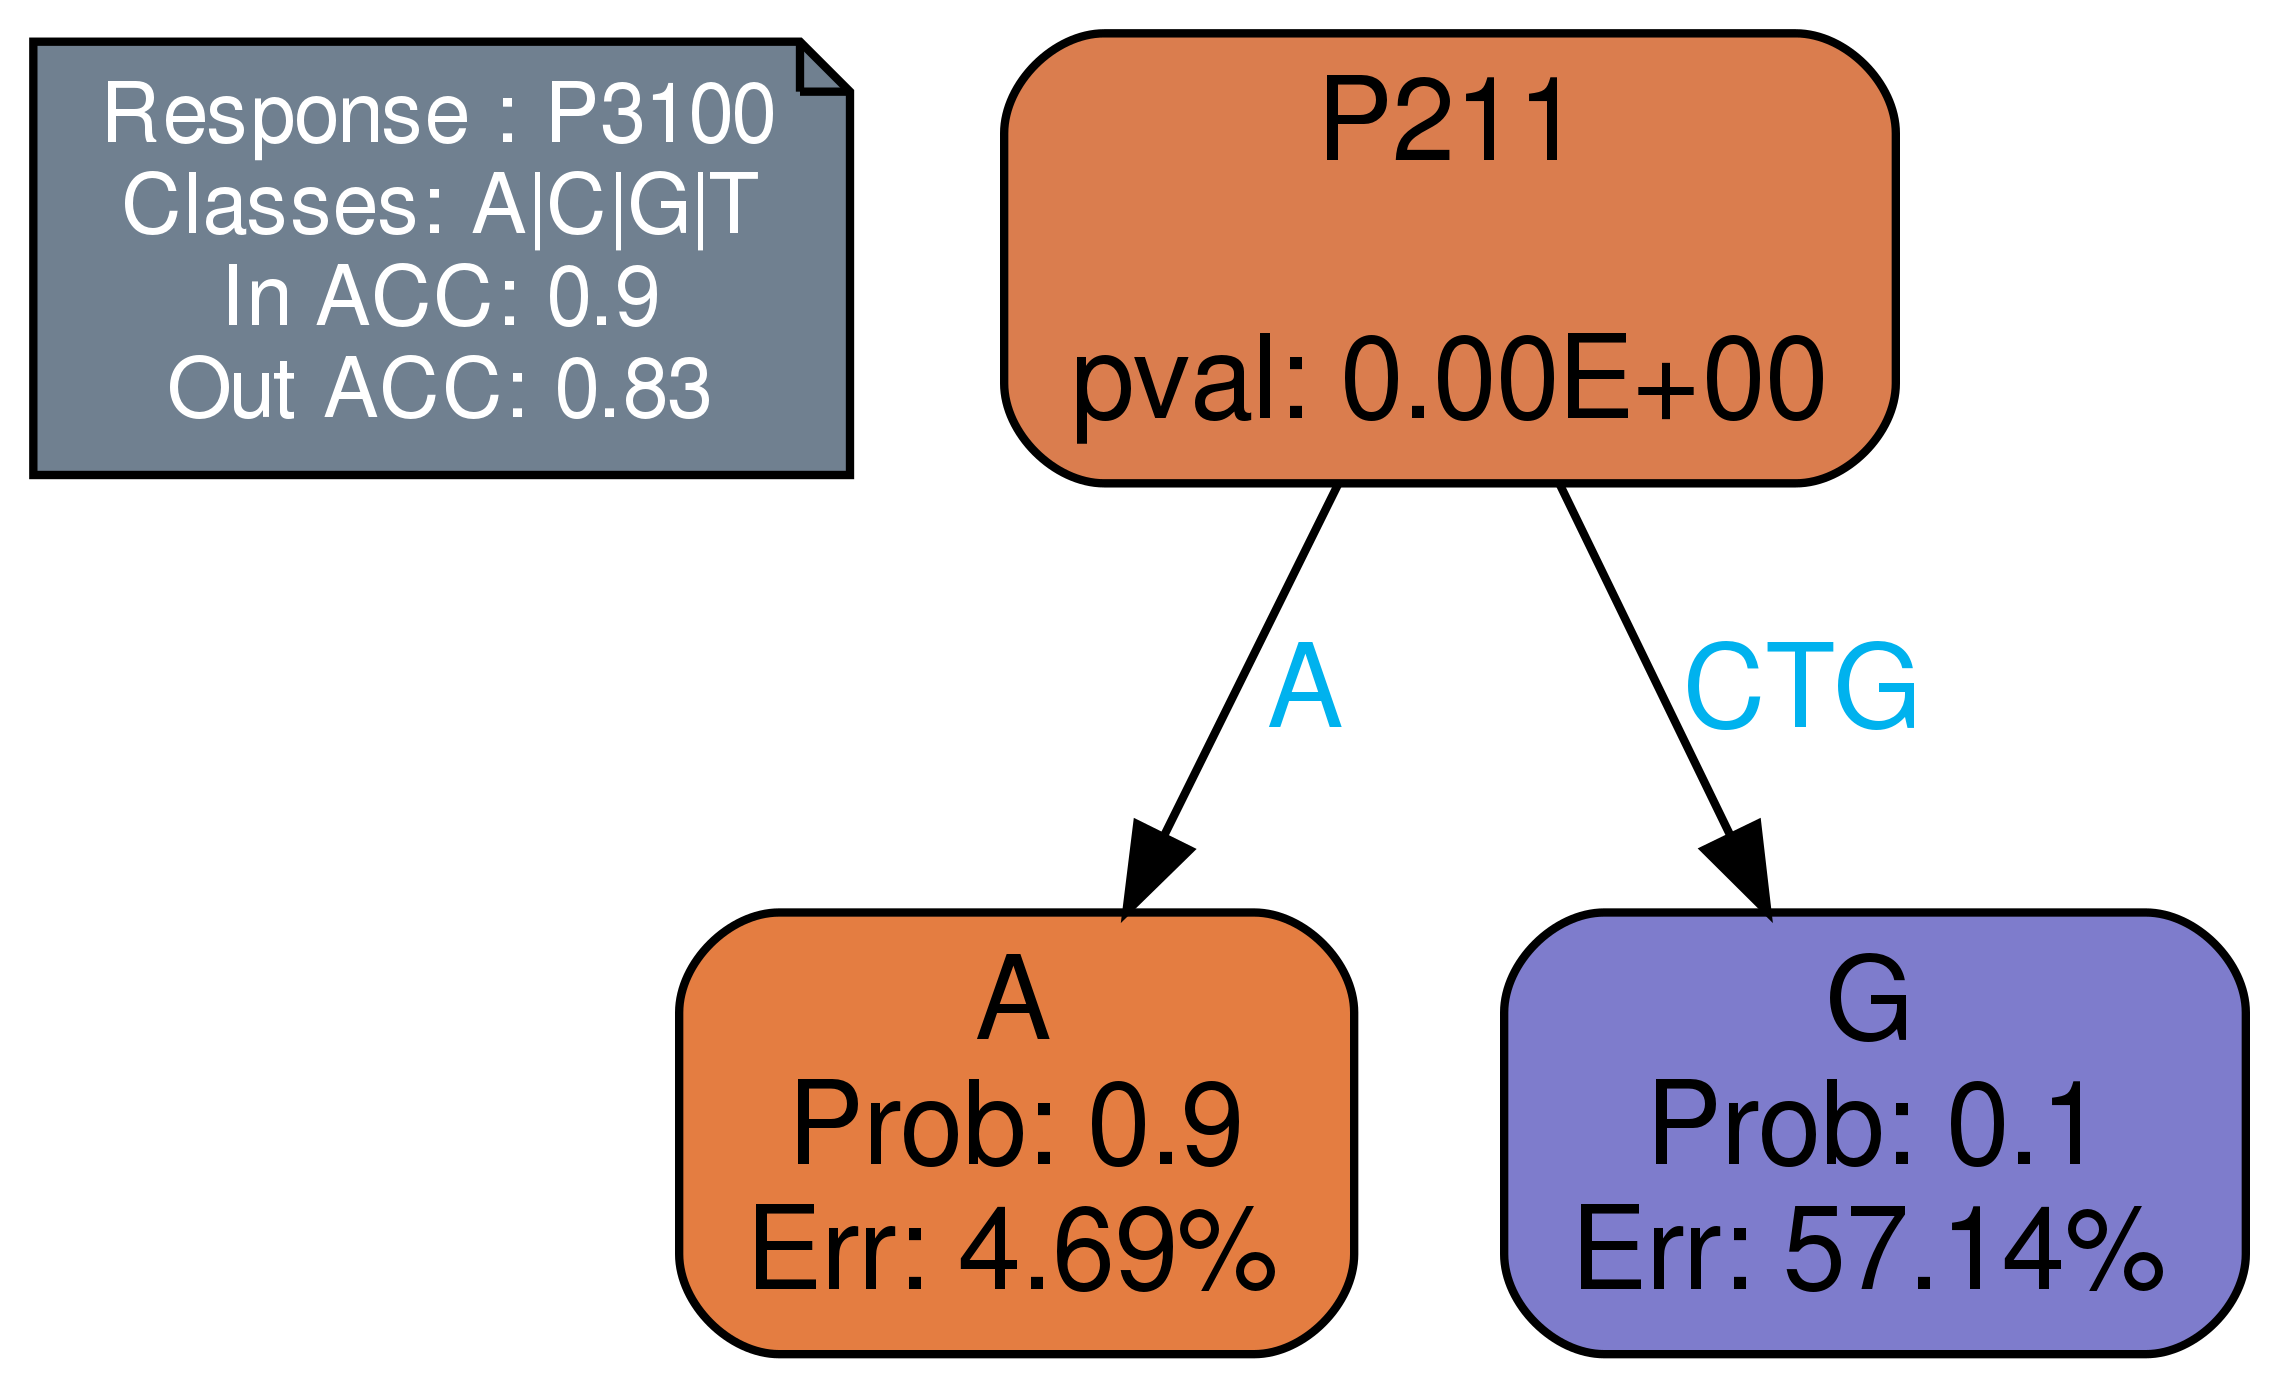 Response : P3100
Classes: A|C|G|T
In ACC: 0.9
Out ACC: 0.83
P211
pval: 0.00E+00
A
CTG
A
Prob: 0.9
Err: 4.69%
G
Prob: 0.1
Err: 57.14%